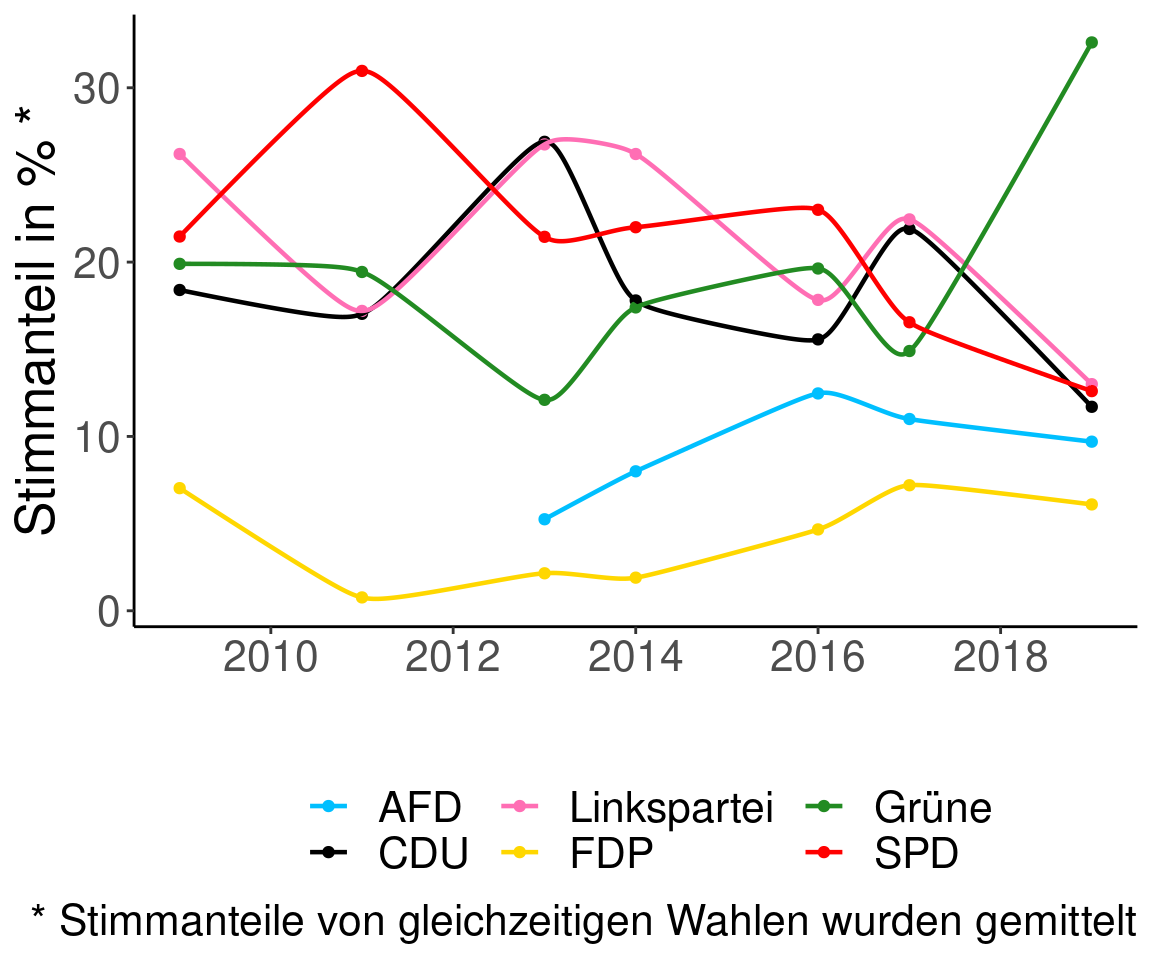 Stimmanteil in % *
30
20
10
0
2010 2012 2014 2016 2018
AFD Linkspartei Grüne
CDU FDP SPD
* Stimmanteile von gleichzeitigen Wahlen wurden gemittelt